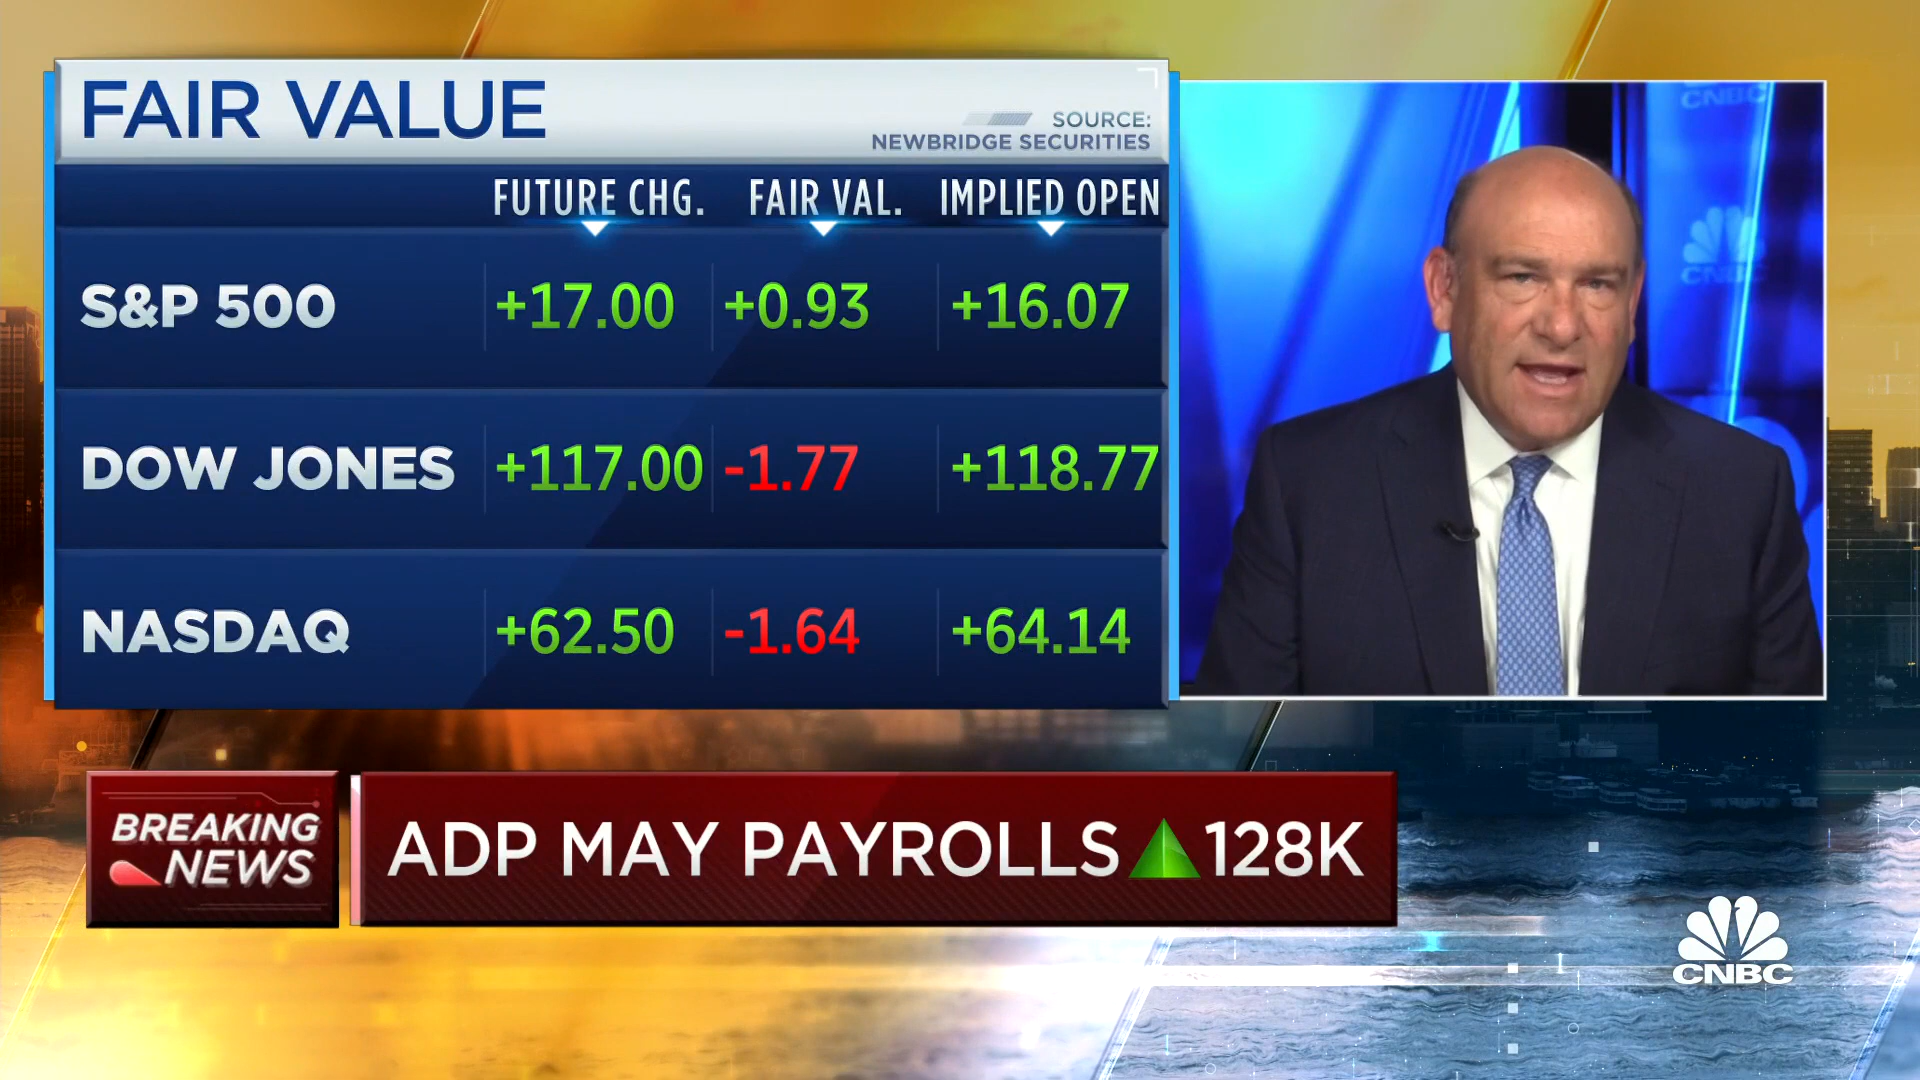 FAIR VALUE
SOURCE:
NEWBRIDGE SECURITIES
FUTURE CHG. FAIR VAL. IMPLIED OPEN
S&P 500 +17.00 +0.93 +16.07
DOW JONES +117.00 -1.77 +118.77
NASDAQ +62.50 -1.64 +64.14
CNBC
CNBC
BREAKING
NEWS
ADP MAY PAYROLLS 128K
CNBC